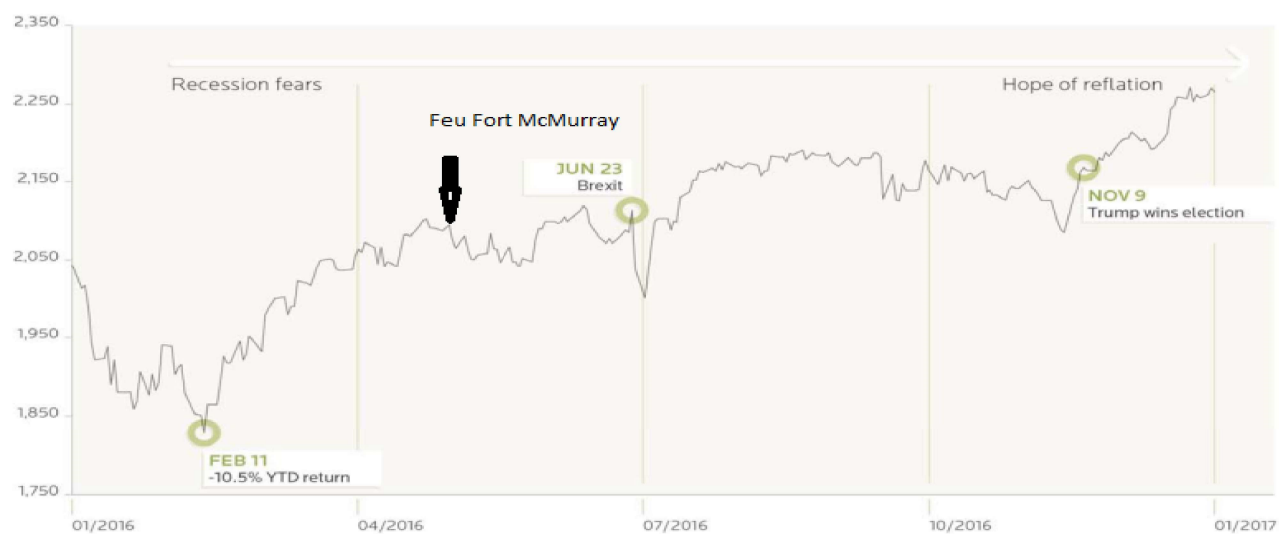 2,350
Recession fears
Hope of reflation
2,250
Feu Fort McMurray
JUN 23
Brexit
2,150
NOV 9
Trump wins election
2,050
1,950
1,850
FEB 11
-10.5% YTD return
1,750
01/2016
04/2016
07/2016
10/2016
01/2017